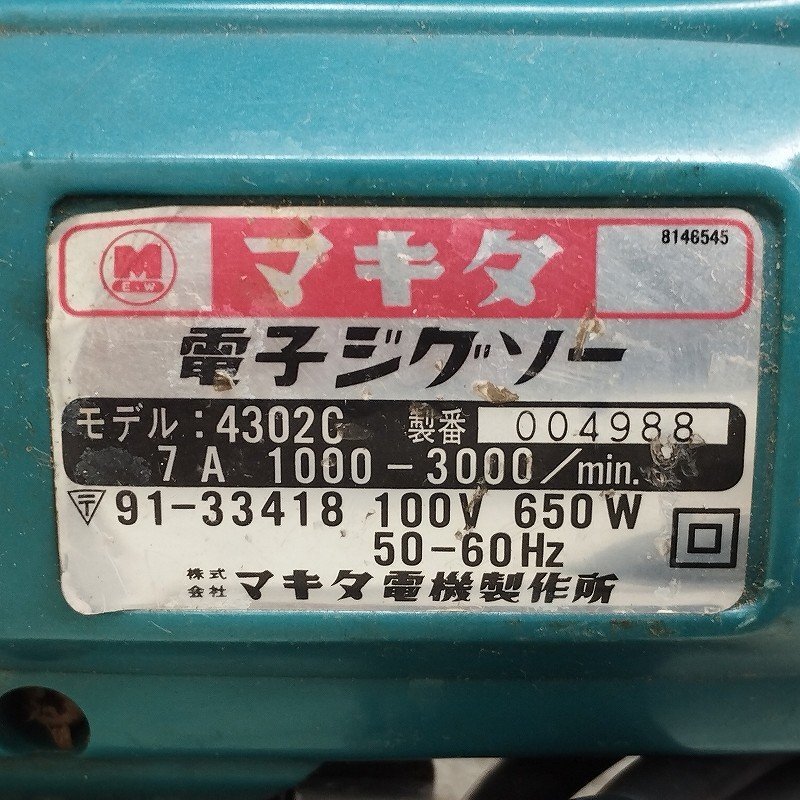 M
E.W
マキタ
8146545
電子ジグソー
モデル:4302C 製番 004988
7A 1000-3000/min.
〒 91-33418 100V 650W
50-60Hz
株式会社 マキタ電機製作所